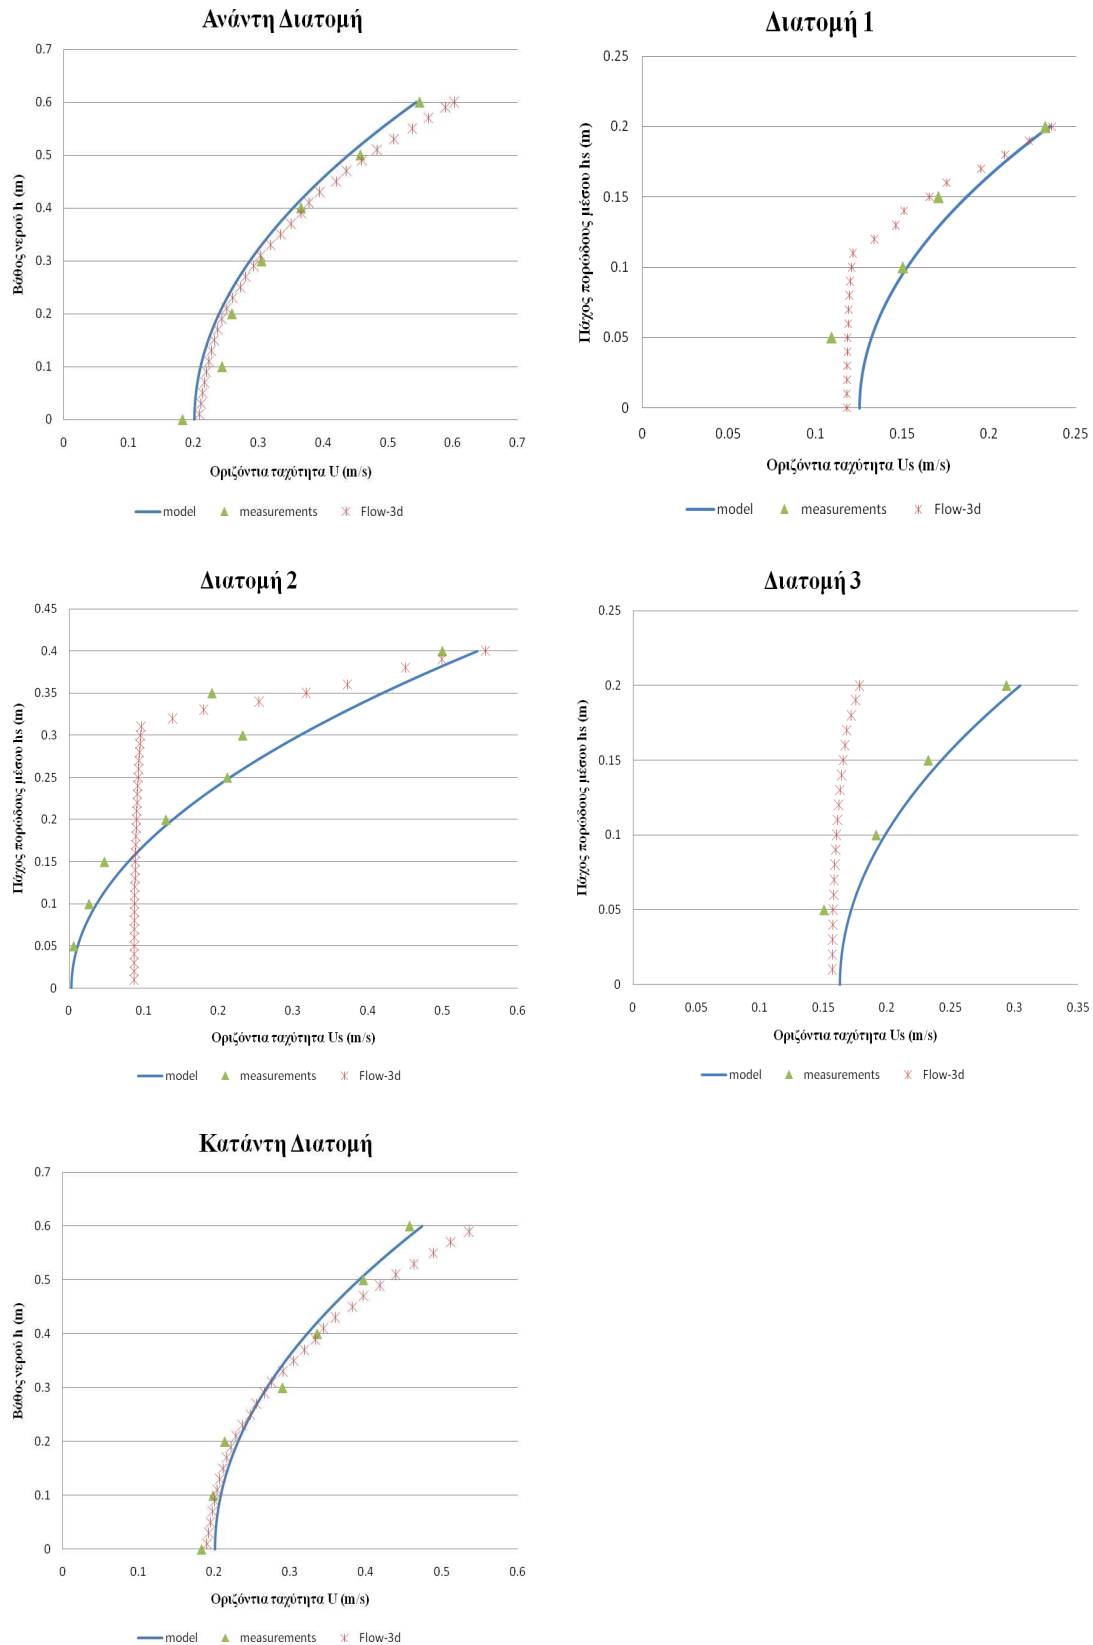 Ανάντη Διατομή
0.7
0.6
0.5
0.4
0.3
0.2
0.1
0
Βάθος νερού h (m)
0 0.1 0.2 0.3 0.4 0.5 0.6 0.7
Οριζόντια ταχύτητα U (m/s)
model measurements Flow-3d
Διατομή 1
0.25
0.2
0.15
0.1
0.05
0
Πάχος πορώδους μέσου hs (m)
0 0.05 0.1 0.15 0.2 0.25
Οριζόντια ταχύτητα Us (m/s)
model measurements Flow-3d
Διατομή 2
0.45
0.4
0.35
0.3
0.25
0.2
0.15
0.1
0.05
0
Πάχος πορώδους μέσου hs (m)
0 0.1 0.2 0.3 0.4 0.5 0.6
Οριζόντια ταχύτητα Us (m/s)
model measurements Flow-3d
Διατομή 3
0.25
0.2
0.15
0.1
0.05
0
Πάχος πορώδους μέσου hs (m)
0 0.05 0.1 0.15 0.2 0.25 0.3 0.35
Οριζόντια ταχύτητα Us (m/s)
model measurements Flow-3d
Κατάντη Διατομή
0.7
0.6
0.5
0.4
0.3
0.2
0.1
0
Βάθος νερού h (m)
0 0.1 0.2 0.3 0.4 0.5 0.6
Οριζόντια ταχύτητα U (m/s)
model measurements Flow-3d